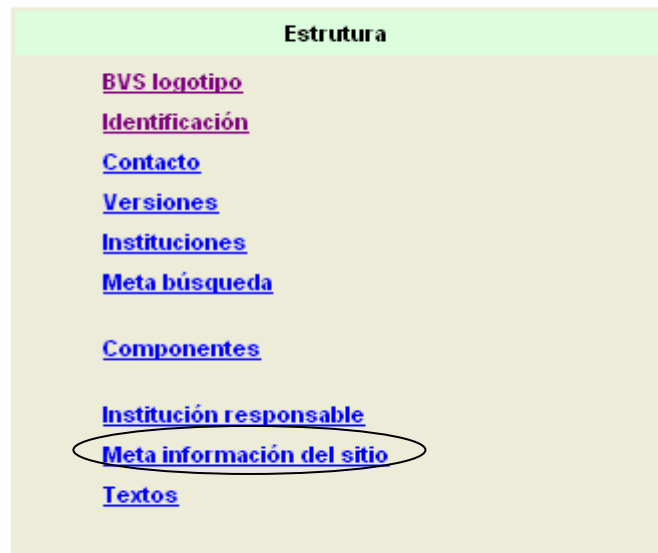 Estrutura
BVS logotipo
Identificación
Contacto
Versiones
Instituciones
Meta búsqueda
Componentes
Institución responsable
Meta información del sitio
Textos